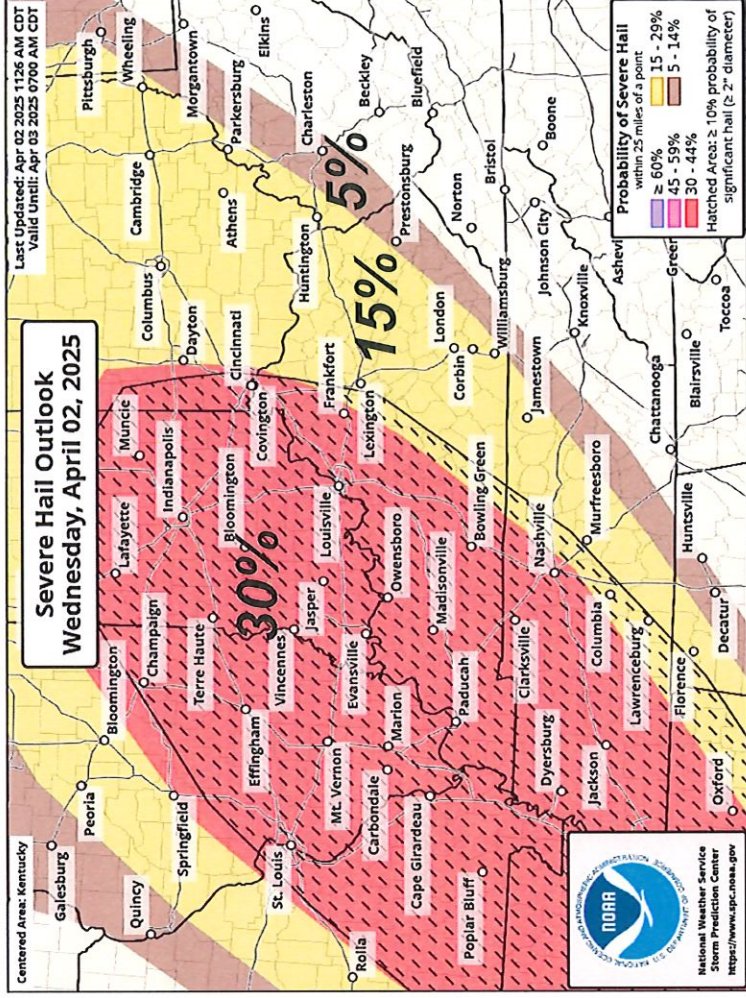 Severe Hail Outlook
Wednesday, April 02, 2025
Last Updated: Apr 02 2025 1126 AM CDT
Valid Until: Apr 03 2025 0700 AM CDT
Centered Area: Kentucky
Galesburg
Peoria
Bloomington
Lafayette
Muncie
Pittsburgh
Wheeling
Quincy
Springfield
Champaign
Indianapolis
Dayton
Columbus
Cambridge
Morgantown
Elkins
Terre Haute
Bloomington
Cincinnati
Athens
Parkersburg
Effingham
30%
Covington
St. Louis
Vincennes
Jasper
Louisville
Frankfort
Huntington
Charleston
Beckley
Rolla
Mt. Vernon
Evansville
Owensboro
Lexington
15%
5%
Prestonsburg
Bluefield
Carbondale
Marion
Madisonville
Cape Girardeau
Paducah
Bowling Green
London
Corbin
Norton
Poplar Bluff
Clarksville
Nashville
Williamsburg
Jamestown
Bristol
Boone
Dyersburg
Columbia
Murfreesboro
Johnson City
Knoxville
Jackson
Lawrenceburg
Ashevi
Chattanooga
Green
Oxford
Florence
Decatur
Huntsville
Blairsville
Toccoa
Probability of Severe Hail
within 25 miles of a point
≥ 60%
45 - 59%
30 - 44%
15 - 29%
5 - 14%
Hatched Area: ≥ 10% probability of
significant hail (≥ 2" diameter)
NOAA
National Weather Service
Storm Prediction Center
https://www.spc.noaa.gov